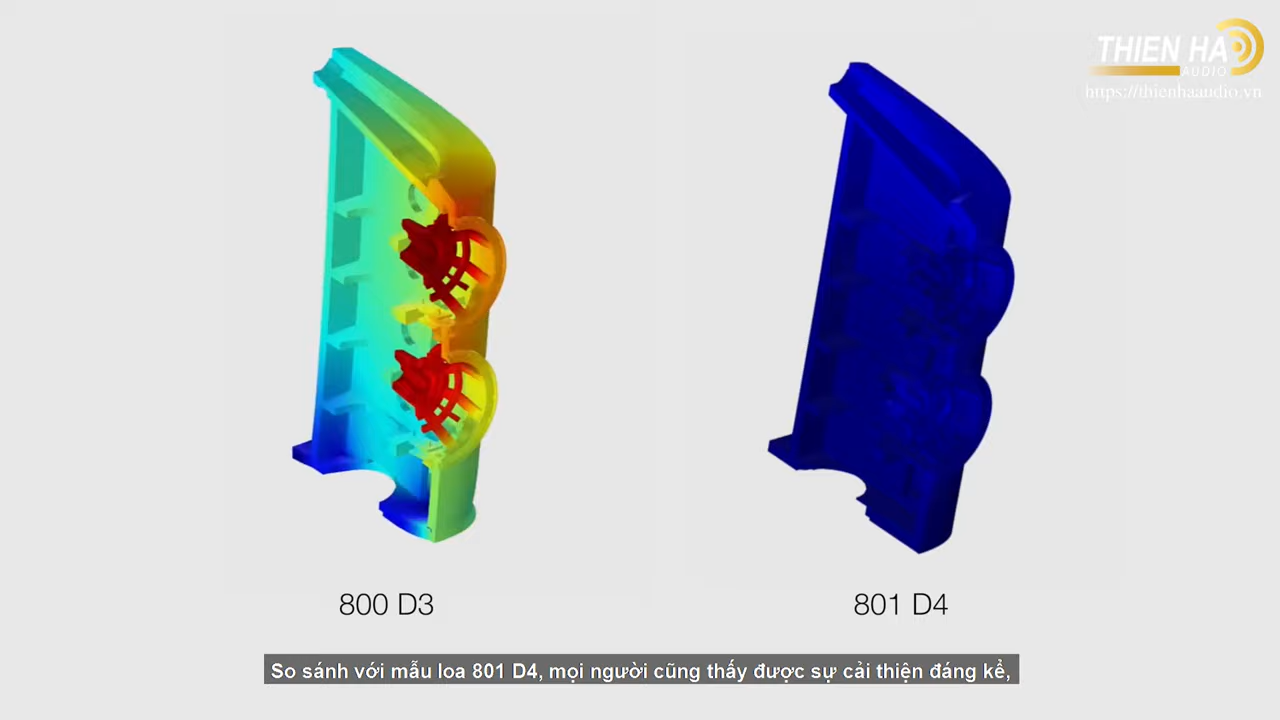 THIEN HA
AUDIO
https://thienhaaudio.vn
800 D3
801 D4
So sánh với mẫu loa 801 D4, mọi người cũng thấy được sự cải thiện đáng kể,